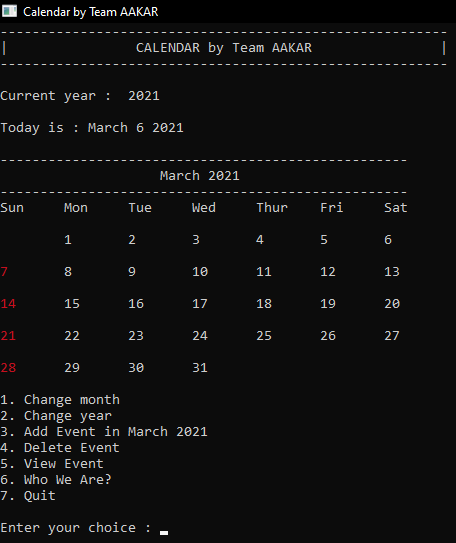 Calendar by Team AAKAR
--------------------------------------------------------
|                CALENDAR by Team AAKAR                |
--------------------------------------------------------
Current year :  2021
Today is : March 6 2021
---------------------------------------------------
                    March 2021
---------------------------------------------------
Sun     Mon     Tue     Wed     Thur    Fri     Sat
        1       2       3       4       5       6
7       8       9       10      11      12      13
14      15      16      17      18      19      20
21      22      23      24      25      26      27
28      29      30      31
1. Change month
2. Change year
3. Add Event in March 2021
4. Delete Event
5. View Event
6. Who We Are?
7. Quit
Enter your choice : _